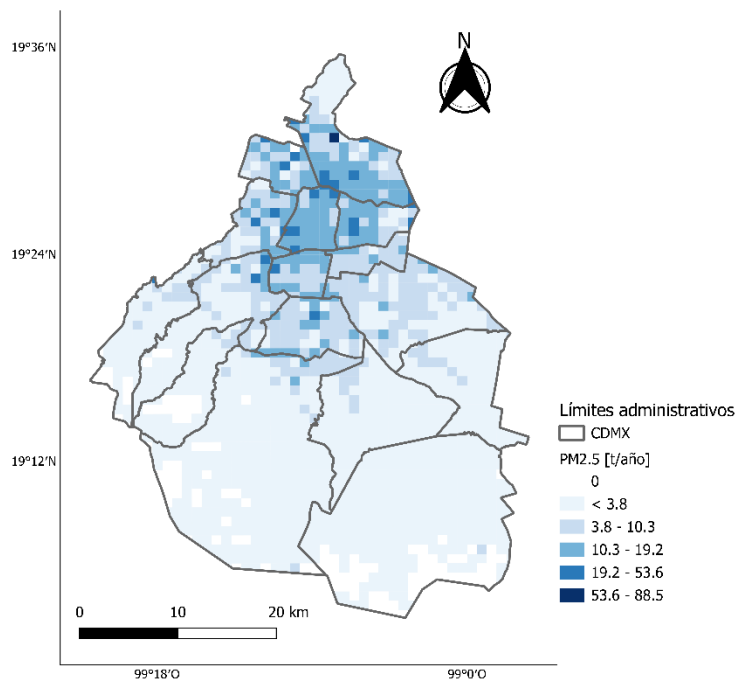 19°36′N
N
19°24′N
19°12′N
Límites administrativos
CDMX
PM2.5 [t/año]
0
< 3.8
3.8 - 10.3
10.3 - 19.2
19.2 - 53.6
53.6 - 88.5
0 10 20 km
99°18′O 99°0′O